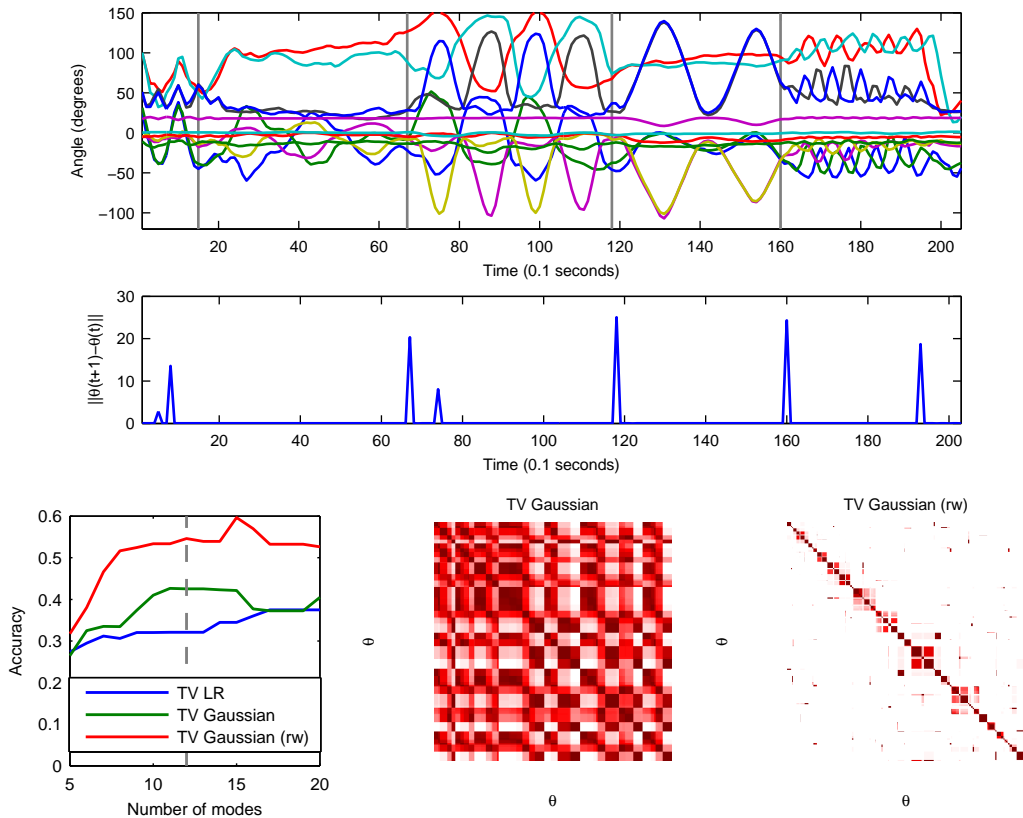 150
100
50
0
−50
−100
Angle (degrees)
20 40 60 80 100 120 140 160 180 200
Time (0.1 seconds)
30
20
10
0
||θ(t+1)−θ(t)||
20 40 60 80 100 120 140 160 180 200
Time (0.1 seconds)
0.6
0.5
0.4
0.3
0.2
0.1
0
Accuracy
TV LR
TV Gaussian
TV Gaussian (rw)
5 10 15 20
Number of modes
TV Gaussian
θ
θ
TV Gaussian (rw)
θ
θ